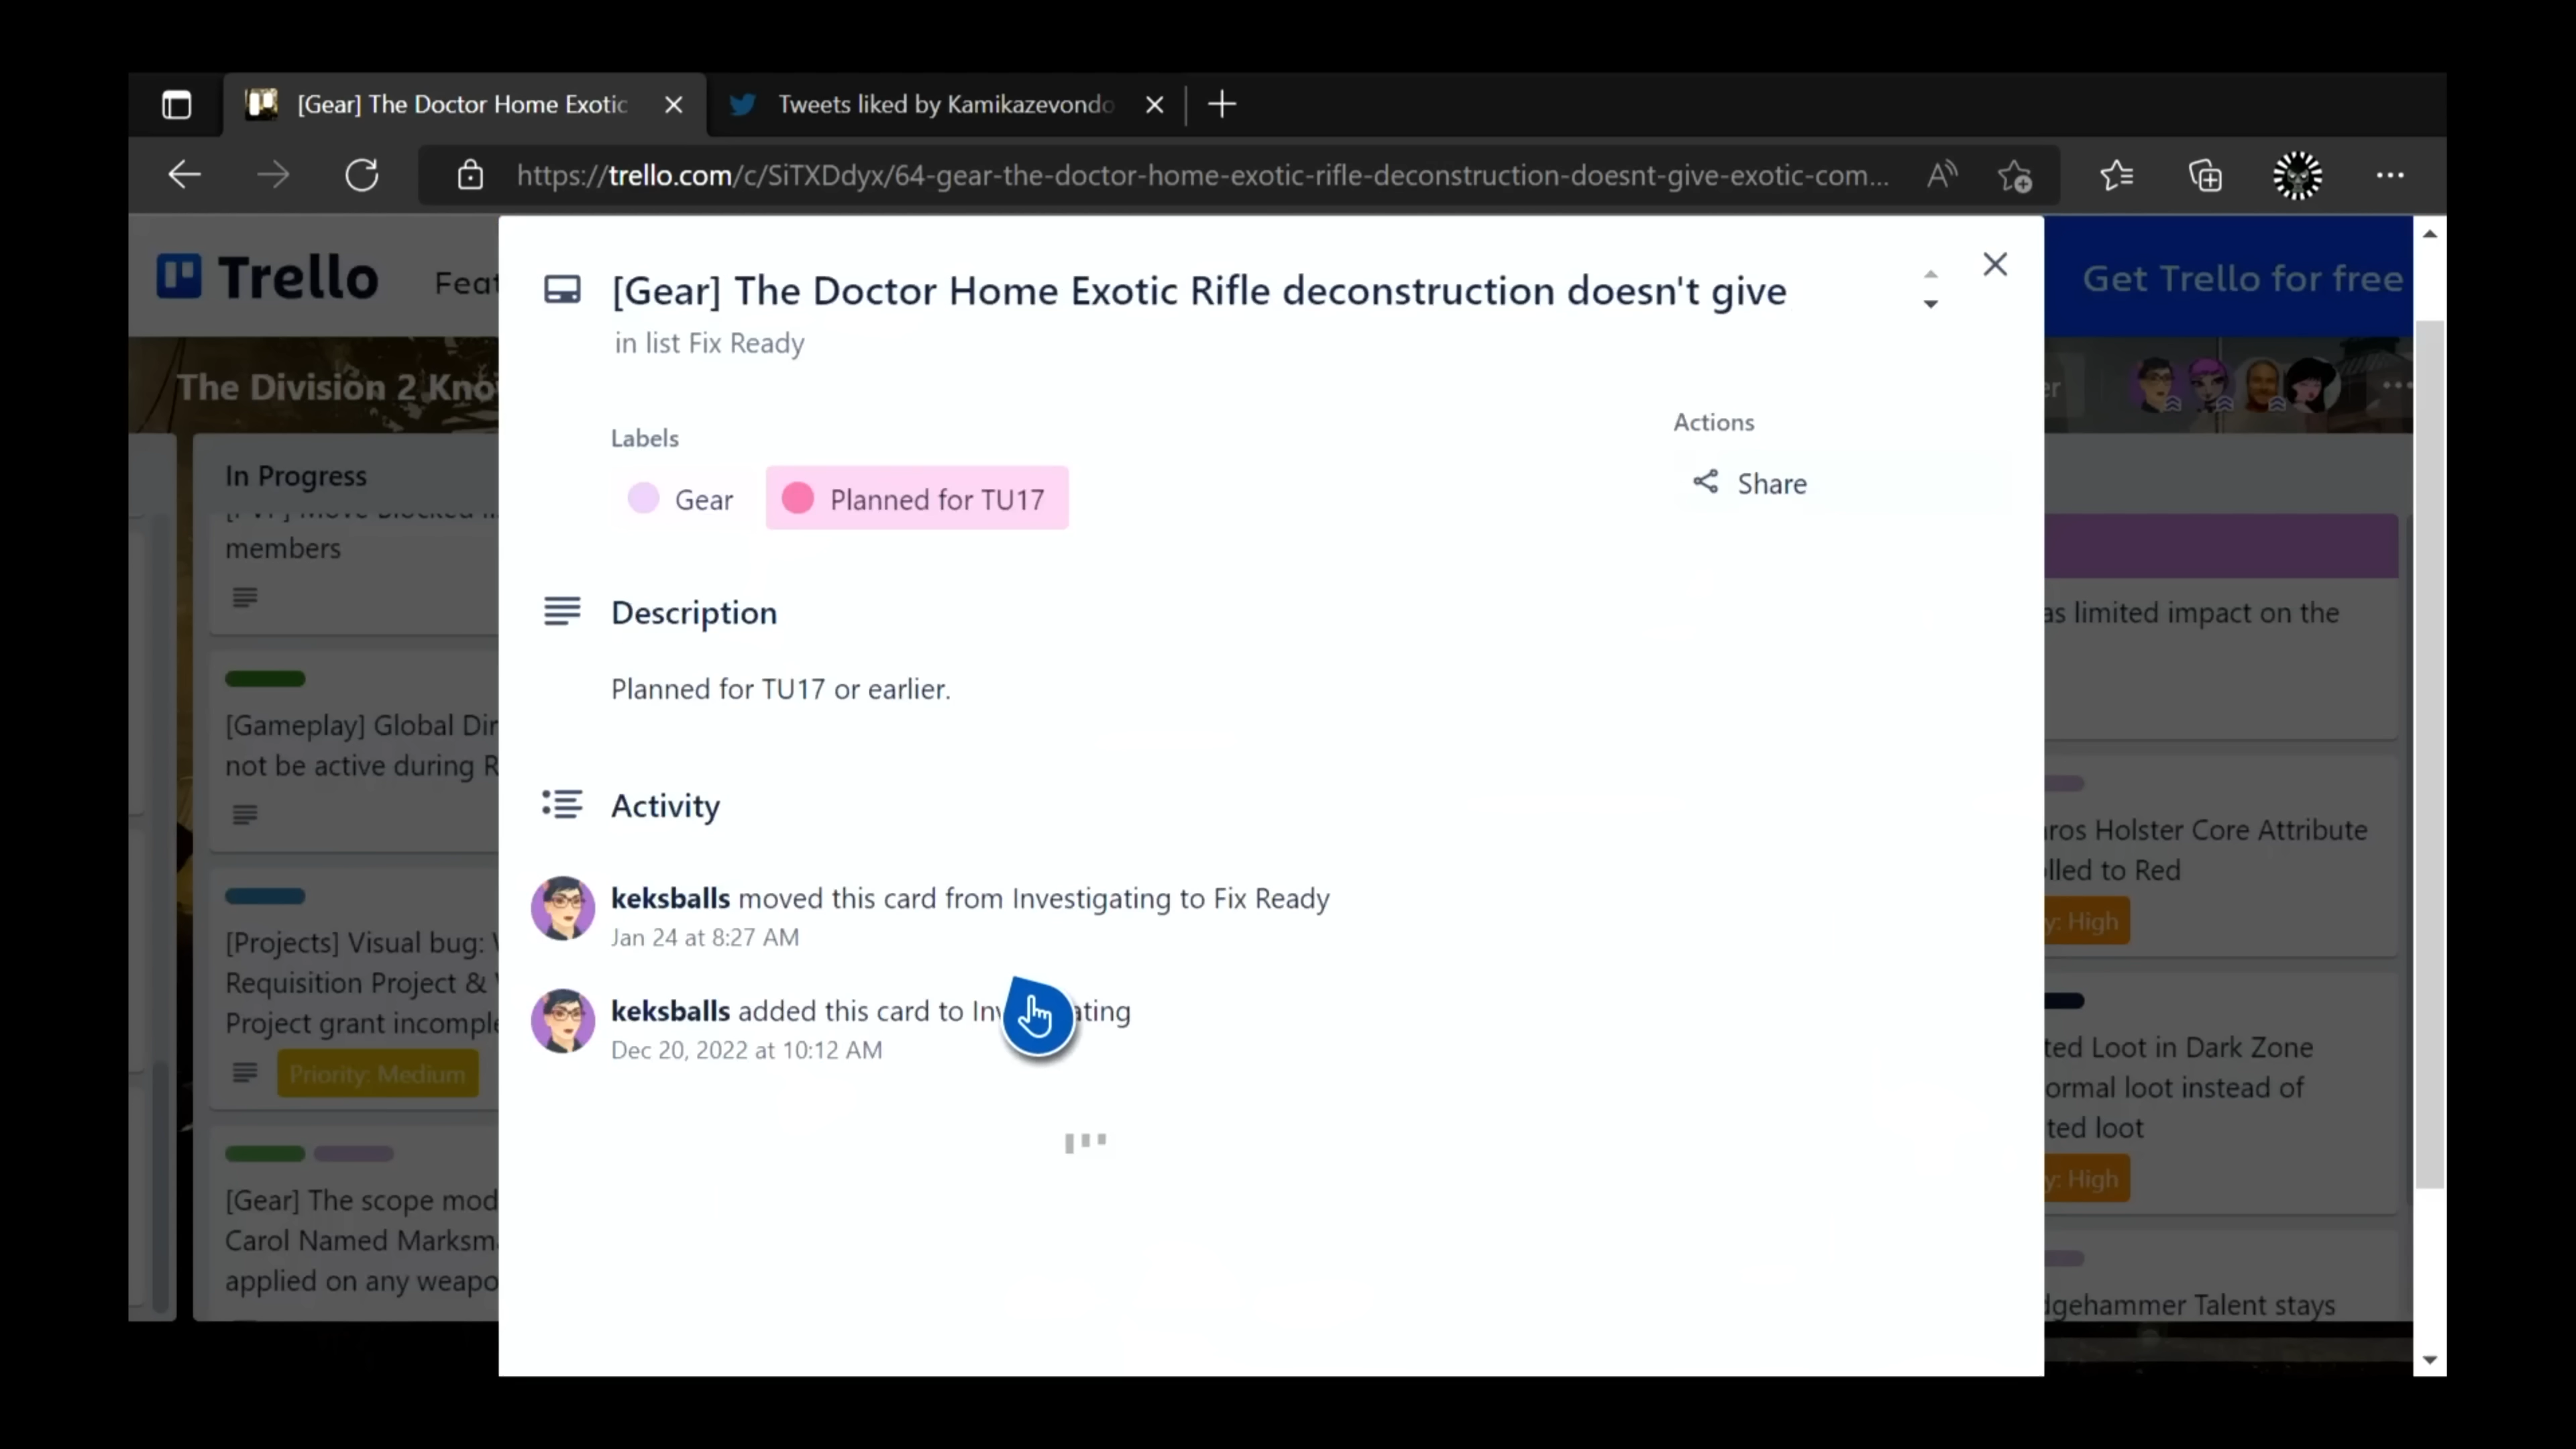 [Gear] The Doctor Home Exotic
Tweets liked by Kamikazevondo
https://trello.com/c/SiTXDdyx/64-gear-the-doctor-home-exotic-rifle-deconstruction-doesnt-give-exotic-com...
Trello
Feat
Get Trello for free
The Division 2 Kno
er
[Gear] The Doctor Home Exotic Rifle deconstruction doesn't give
in list Fix Ready
Labels
Gear
Planned for TU17
Actions
Share
Description
Planned for TU17 or earlier.
Activity
keksballs moved this card from Investigating to Fix Ready
Jan 24 at 8:27 AM
keksballs added this card to Inv ating
Dec 20, 2022 at 10:12 AM
In Progress
members
[Gameplay] Global Dir
not be active during R
[Projects] Visual bug:
Requisition Project &
Project grant incomple
Priority: Medium
[Gear] The scope mod
Carol Named Marksm
applied on any weapo
as limited impact on the
ros Holster Core Attribute
lled to Red
y: High
ted Loot in Dark Zone
ormal loot instead of
ted loot
y: High
dgehammer Talent stays